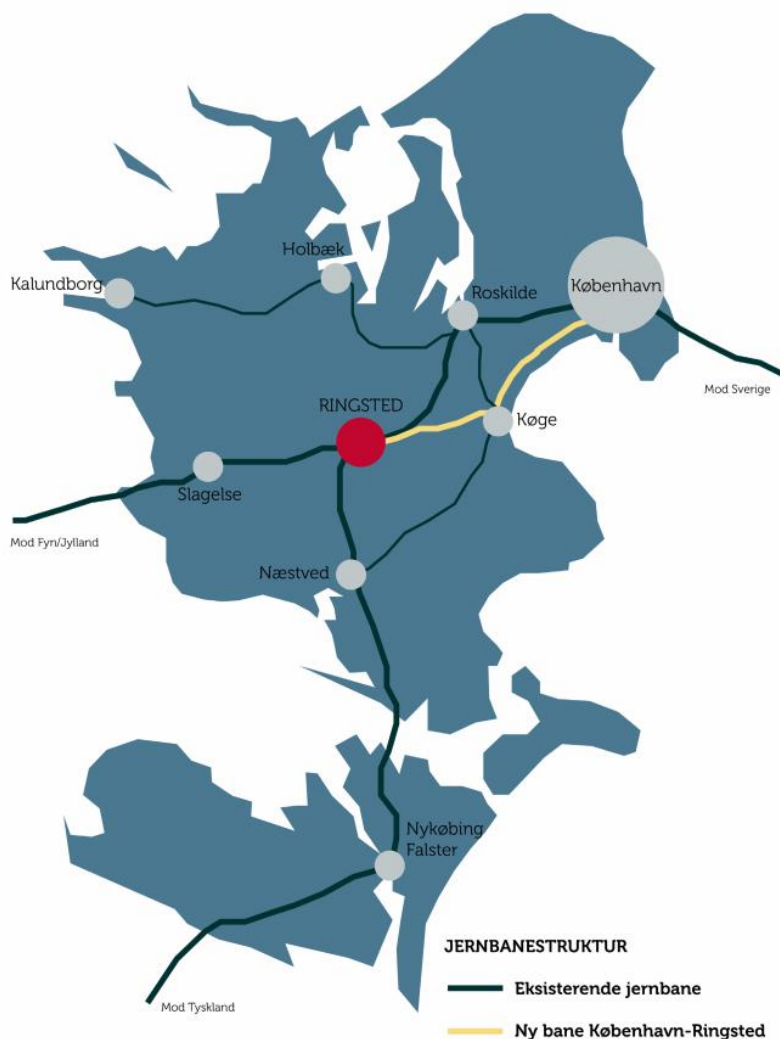 Holbæk
Kalundborg
Roskilde
København
Mod Sverige
RINGSTED
Køge
Slagelse
Mod Fyn/Jylland
Næstved
Nykøbing
Falster
JERNBANESTRUKTUR
Eksisterende jernbane
Mod Tyskland
Ny bane København-Ringsted